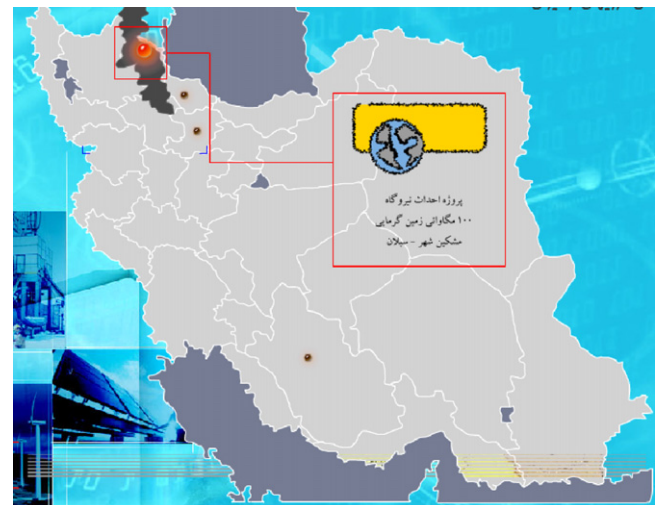 پروژه احداث نیروگاه
۱۰۰ مگاواتی زمین گرمایی
مشکین شهر - سبلان